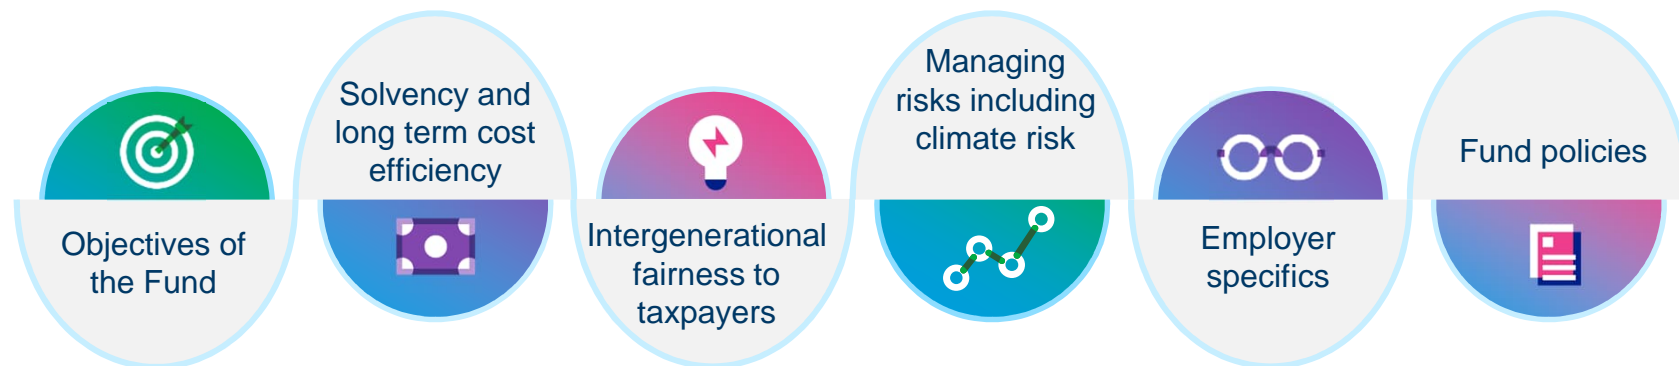 Objectives of
the Fund
Solvency and
long term cost
efficiency
Intergenerational
fairness to
taxpayers
Managing
risks including
climate risk
Employer
specifics
Fund policies